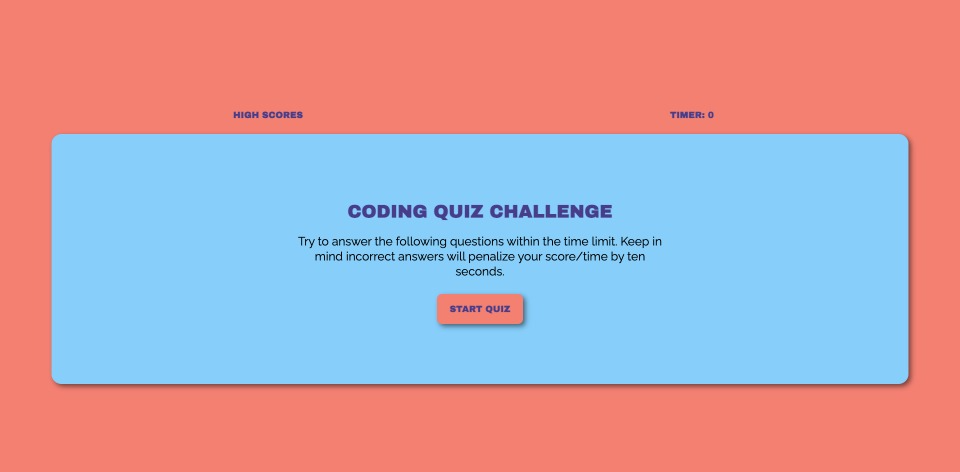 HIGH SCORES
TIMER: 0
CODING QUIZ CHALLENGE
Try to answer the following questions within the time limit. Keep in
mind incorrect answers will penalize your score/time by ten
seconds.
START QUIZ